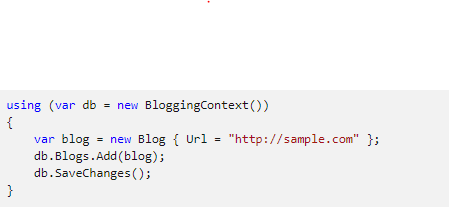 using (var db = new BloggingContext())
{
    var blog = new Blog { Url = "http://sample.com" };
    db.Blogs.Add(blog);
    db.SaveChanges();
}